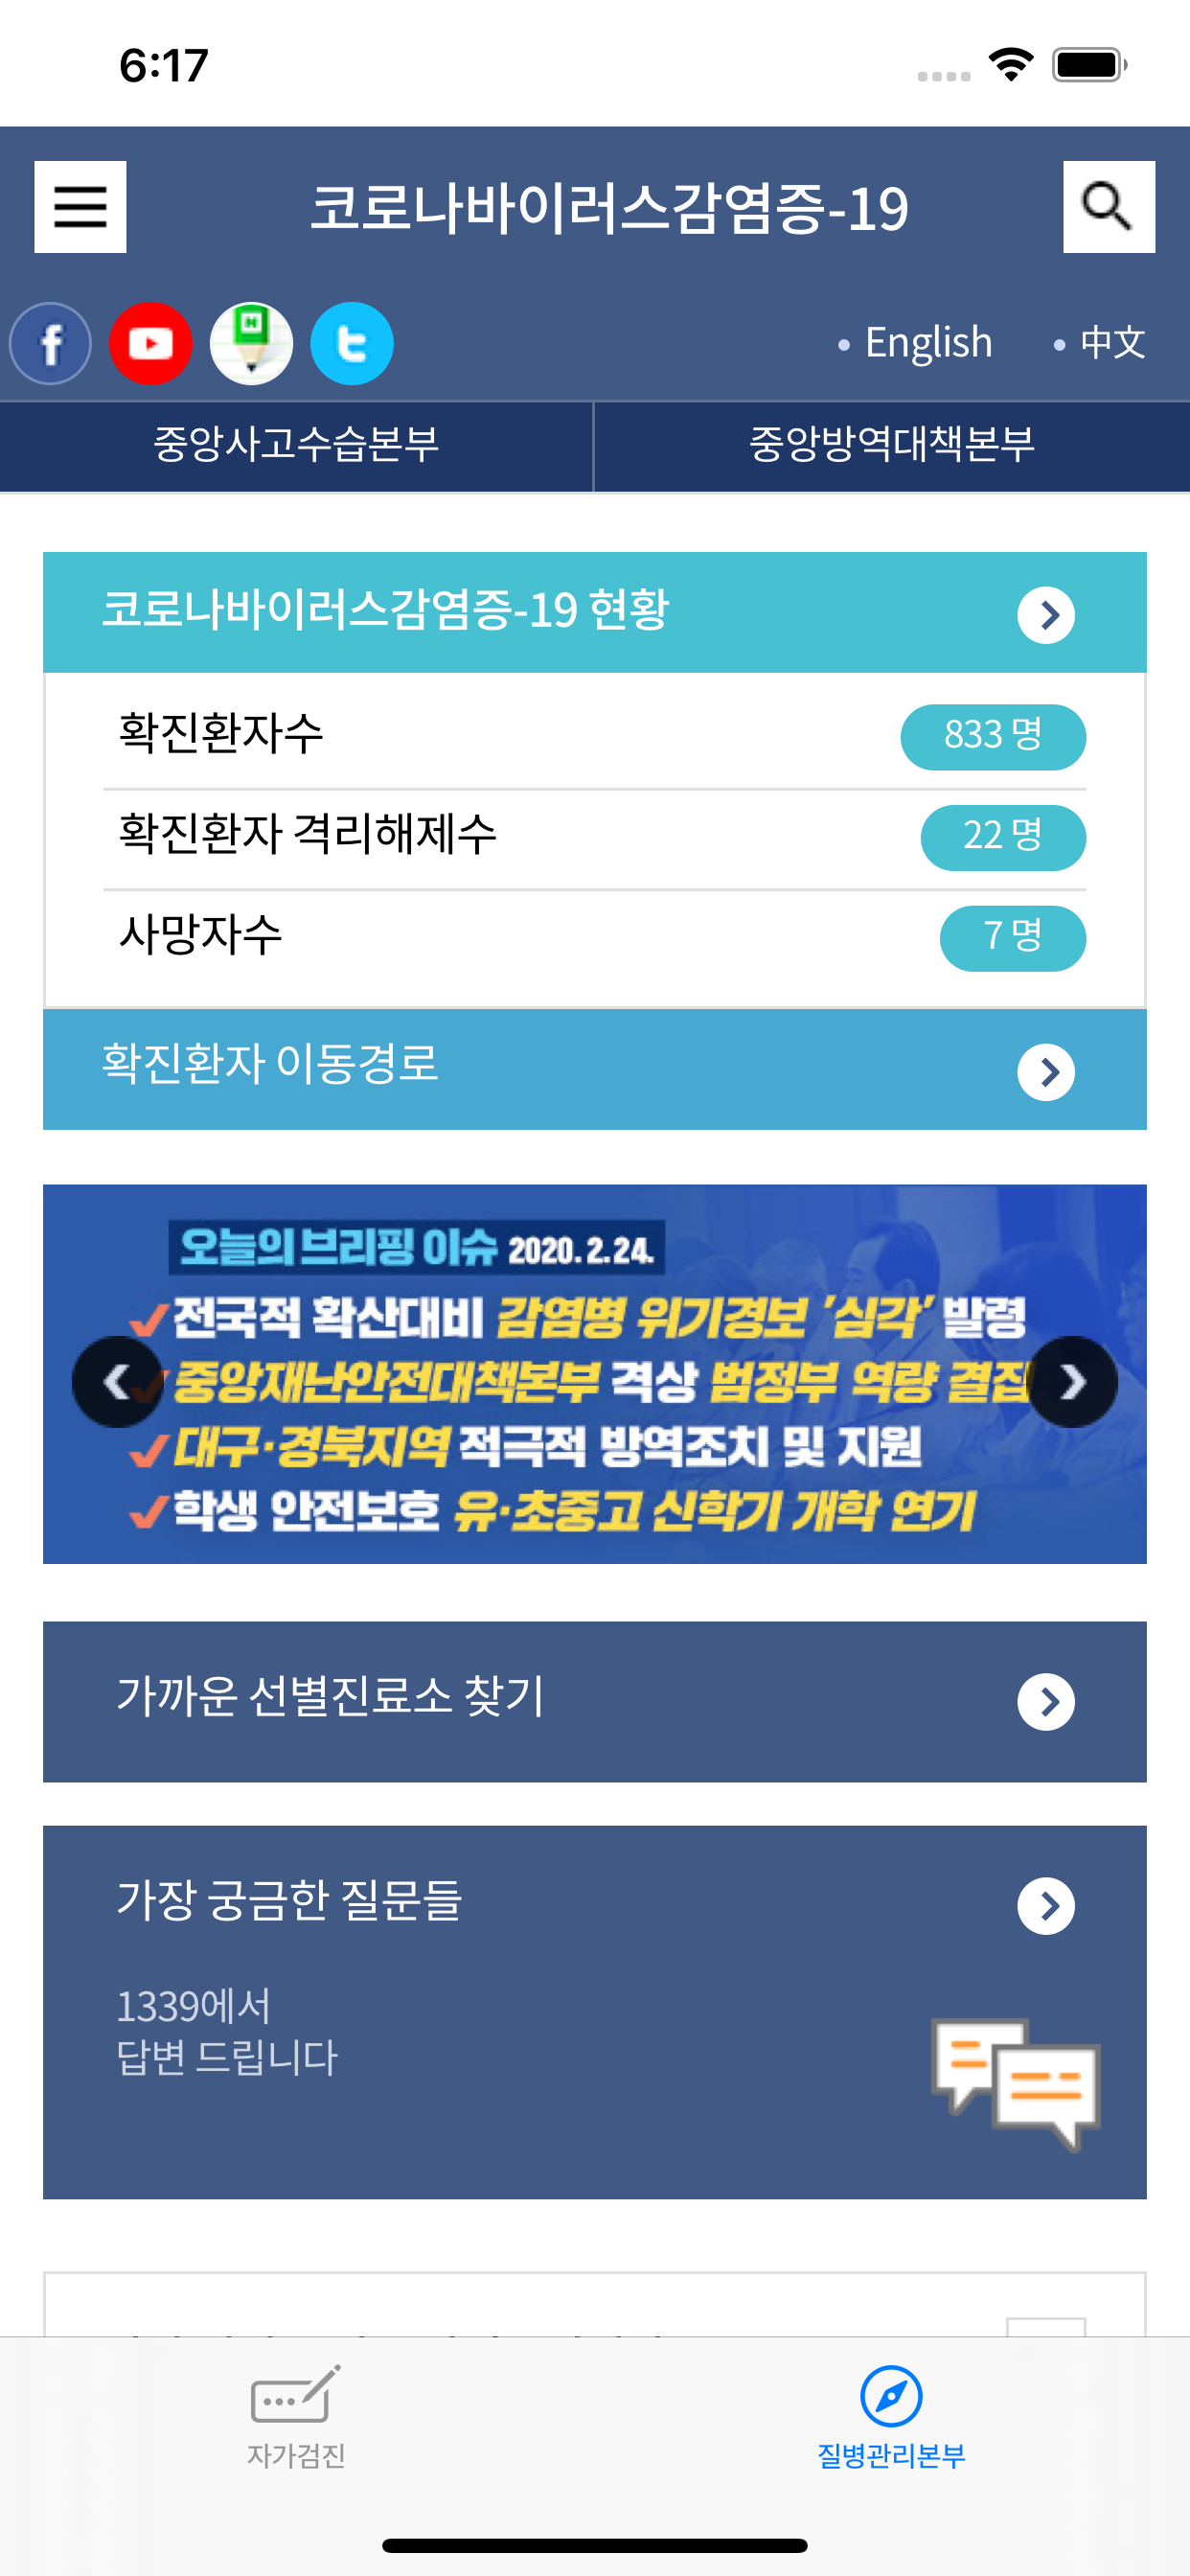 6:17
코로나바이러스감염증-19
English
中文
중앙사고수습본부
중앙방역대책본부
코로나바이러스감염증-19 현황
확진환자수
833 명
확진환자 격리해제수
22 명
사망자수
7 명
확진환자 이동경로
오늘의 브리핑 이슈 2020. 2. 24.
전국적 확산대비 감염병 위기경보 '심각' 발령
중앙재난안전대책본부 격상 범정부 역량 결집
대구·경북지역 적극적 방역조치 및 지원
학생 안전보호 유·초중고 신학기 개학 연기
가까운 선별진료소 찾기
가장 궁금한 질문들
1339에서
답변 드립니다
자가검진
질병관리본부